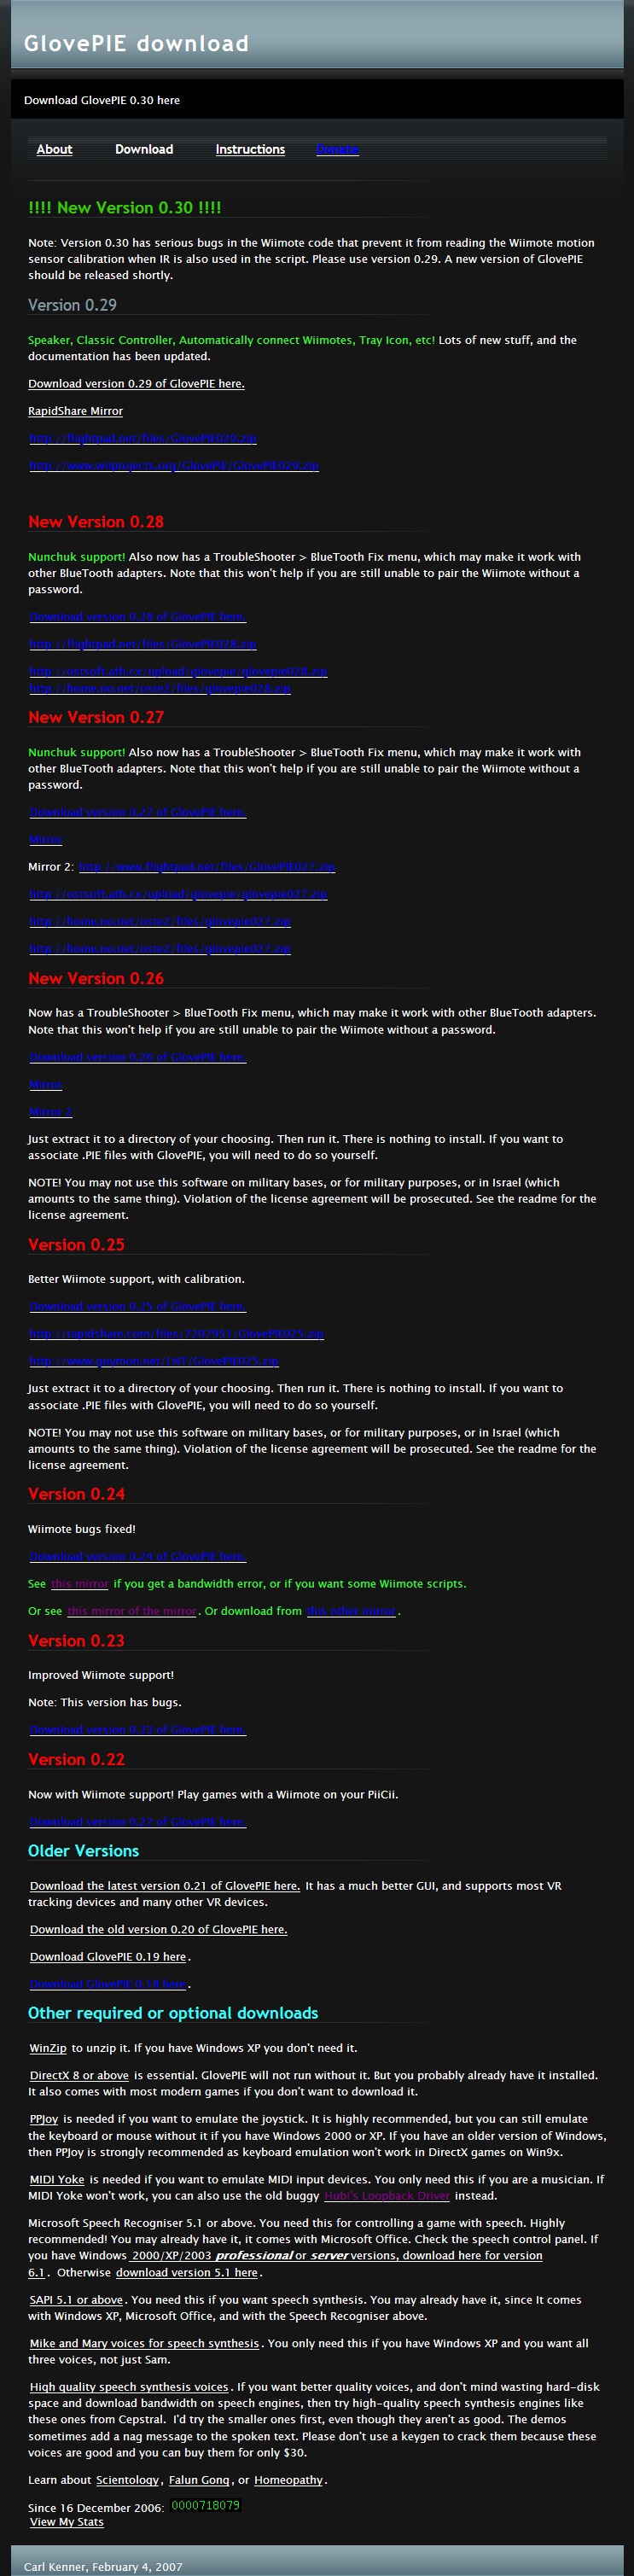 GlovePIE download
Download GlovePIE 0.30 here
About Download Instructions Donate
!!!! New Version 0.30 !!!!
Note: Version 0.30 has serious bugs in the Wiimote code that prevent it from reading the Wiimote motion
sensor calibration when IR is also used in the script. Please use version 0.29. A new version of GlovePIE
should be released shortly.
Version 0.29
Speaker, Classic Controller, Automatically connect Wiimotes, Tray Icon, etc! Lots of new stuff, and the
documentation has been updated.
Download version 0.29 of GlovePIE here.
RapidShare Mirror
http://flightpad.net/files/GlovePIE029.zip
http://www.wiiprojects.org/GlovePIE/GlovePIE029.zip
New Version 0.28
Nunchuk support! Also now has a TroubleShooter > BlueTooth Fix menu, which may make it work with
other BlueTooth adapters. Note that this won't help if you are still unable to pair the Wiimote without a
password.
Download version 0.28 of GlovePIE here.
http://flightpad.net/files/GlovePIE028.zip
http://ostsoft.ath.cx/upload/glovepie/glovepie028.zip
http://home.no.net/oste2/files/glovepie028.zip
New Version 0.27
Nunchuk support! Also now has a TroubleShooter > BlueTooth Fix menu, which may make it work with
other BlueTooth adapters. Note that this won't help if you are still unable to pair the Wiimote without a
password.
Download version 0.27 of GlovePIE here.
Mirror
Mirror 2: http://www.flightpad.net/files/GlovePIE027.zip
http://ostsoft.ath.cx/upload/glovepie/glovepie027.zip
http://home.no.net/oste2/files/glovepie027.zip
http://home.no.net/oste2/files/glovepie027.zip
New Version 0.26
Now has a TroubleShooter > BlueTooth Fix menu, which may make it work with other BlueTooth adapters.
Note that this won't help if you are still unable to pair the Wiimote without a password.
Download version 0.26 of GlovePIE here.
Mirror
Mirror 2
Just extract it to a directory of your choosing. Then run it. There is nothing to install. If you want to
associate .PIE files with GlovePIE, you will need to do so yourself.
NOTE! You may not use this software on military bases, or for military purposes, or in Israel (which
amounts to the same thing). Violation of the license agreement will be prosecuted. See the readme for the
license agreement.
Version 0.25
Better Wiimote support, with calibration.
Download version 0.25 of GlovePIE here.
http://rapidshare.com/files/7207951/GlovePIE025.zip
Just extract it to a directory of your choosing. Then run it. There is nothing to install. If you want to
associate .PIE files with GlovePIE, you will need to do so yourself.
NOTE! You may not use this software on military bases, or for military purposes, or in Israel (which
amounts to the same thing). Violation of the license agreement will be prosecuted. See the readme for the
license agreement.
Version 0.24
Wiimote bugs fixed!
Download version 0.24 of GlovePIE here.
See this mirror if you get a bandwidth error, or if you want some Wiimote scripts.
Or see this mirror of the mirror. Or download from this other mirror.
Version 0.23
Improved Wiimote support!
Note: This version has bugs.
Download version 0.23 of GlovePIE here.
Version 0.22
Now with Wiimote support! Play games with a Wiimote on your PiiCii.
Download version 0.22 of GlovePIE here.
Older Versions
Download the latest version 0.21 of GlovePIE here. It has a much better GUI, and supports most VR
tracking devices and many other VR devices.
Download the old version 0.20 of GlovePIE here.
Download GlovePIE 0.19 here.
Download GlovePIE 0.18 here.
Other required or optional downloads
WinZip to unzip it. If you have Windows XP you don't need it.
DirectX 8 or above is essential. GlovePIE will not run without it. But you probably already have it installed.
It also comes with most modern games if you don't want to download it.
PPJoy is needed if you want to emulate the joystick. It is highly recommended, but you can still emulate
the keyboard or mouse without it if you have Windows 2000 or XP. If you have an older version of Windows,
then PPJoy is strongly recommended as keyboard emulation won't work in DirectX games on Win9x.
MIDI Yoke is needed if you want to emulate MIDI input devices. You only need this if you are a musician. If
MIDI Yoke won't work, you can also use the old buggy Hubi's Loopback Driver instead.
Microsoft Speech Recogniser 5.1 or above. You need this for controlling a game with speech. Highly
recommended! You may already have it, it comes with Microsoft Office. Check the speech control panel. If
you have Windows 2000/XP/2003 professional or server versions, download here for version
6.1. Otherwise download version 5.1 here.
SAPI 5.1 or above. You need this if you want speech synthesis. You may already have it, since It comes
with Windows XP, Microsoft Office, and with the Speech Recogniser above.
Mike and Mary voices for speech synthesis. You only need this if you have Windows XP and you want all
three voices, not just Sam.
High quality speech synthesis voices. If you want better quality voices, and don't mind wasting hard-disk
space and download bandwidth on speech engines, then try high-quality speech synthesis engines like
these ones from Cepstral. I'd try the smaller ones first, even though they aren't as good. The demos
sometimes add a nag message to the spoken text. Please don't use a keygen to crack them because these
voices are good and you can buy them for only $30.
Learn about Scientology, Falun Gong, or Homeopathy.
Since 16 December 2006: 0000718079
View My Stats
Carl Kenner, February 4, 2007